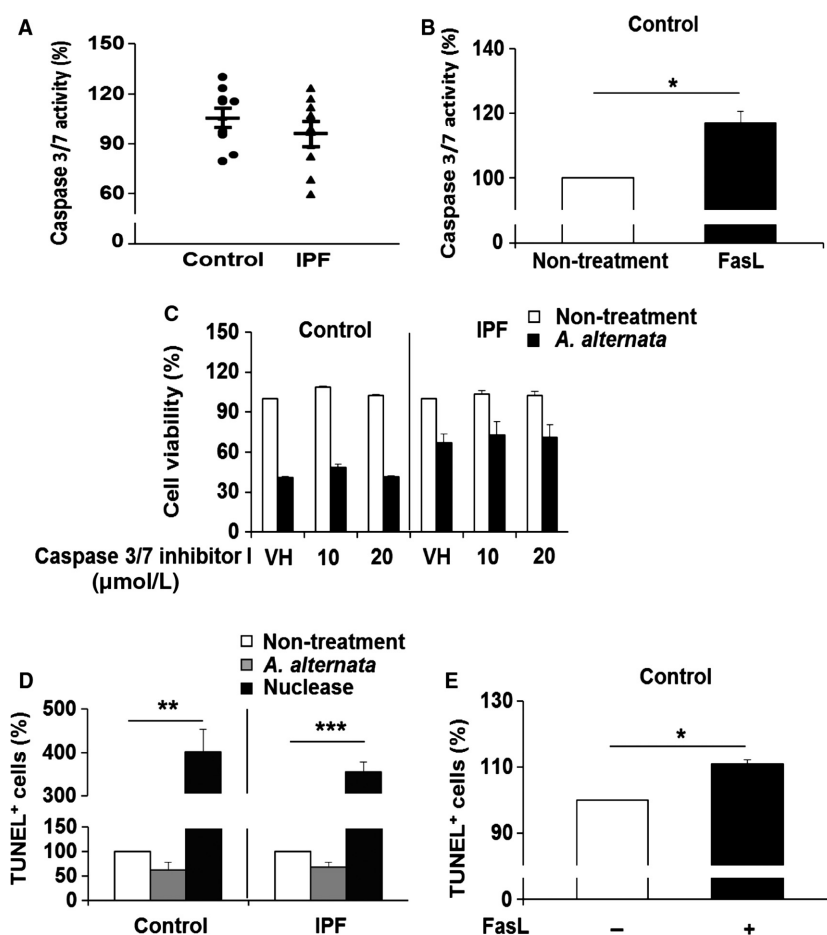 A
Caspase 3/7 activity (%)
150
120
90
60
0
Control IPF
B
Control
Caspase 3/7 activity (%)
140
120
100
0
*
Non-treatment FasL
C
Non-treatment
A. alternata
Control IPF
Cell viability (%)
150
120
90
60
30
0
Caspase 3/7 inhibitor I VH 10 20 VH 10 20
(µmol/L)
D
Non-treatment
A. alternata
Nuclease
TUNEL+ cells (%)
500
400
300
150
100
50
0
**
***
Control IPF
E
Control
TUNEL+ cells (%)
130
110
90
0
*
FasL – +